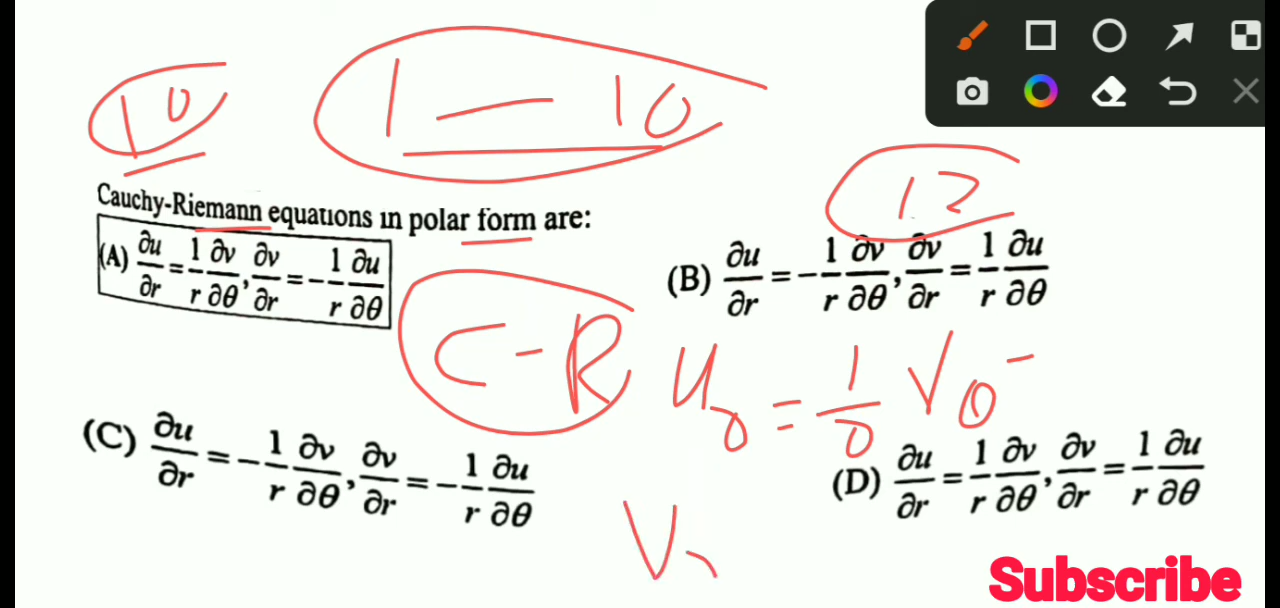 10
1 — 10
12
Cauchy-Riemann equations in polar form are:
(A) ∂u/∂r = 1/r ∂v/∂θ, ∂v/∂r = -1/r ∂u/∂θ
(B) ∂u/∂r = -1/r ∂v/∂θ, ∂v/∂r = 1/r ∂u/∂θ
C-R
(C) ∂u/∂r = -1/r ∂v/∂θ, ∂v/∂r = -1/r ∂u/∂θ
(D) ∂u/∂r = 1/r ∂v/∂θ, ∂v/∂r = 1/r ∂u/∂θ
Subscribe